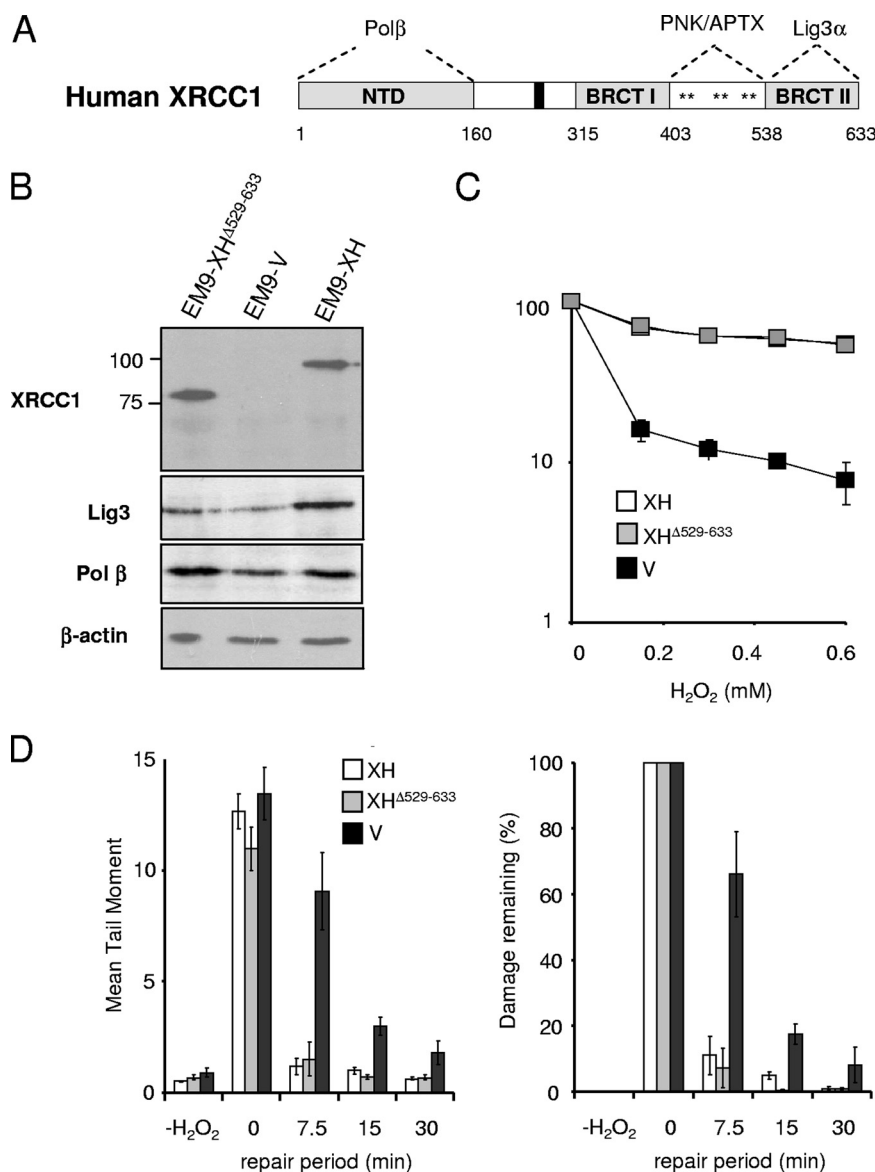 A
Polβ
PNK/APTX
Lig3α
Human XRCC1
NTD
BRCT I
** ** **
BRCT II
1 160 315 403 538 633
B
EM9-XH^Δ529-633
EM9-V
EM9-XH
100
75
XRCC1
Lig3
Pol β
β-actin
C
100
10
1
XH
XH^Δ529-633
V
0 0.2 0.4 0.6
H₂O₂ (mM)
D
15
10
5
0
Mean Tail Moment
XH
XH^Δ529-633
V
-H₂O₂ 0 7.5 15 30
repair period (min)
100
80
60
40
20
0
Damage remaining (%)
-H₂O₂ 0 7.5 15 30
repair period (min)